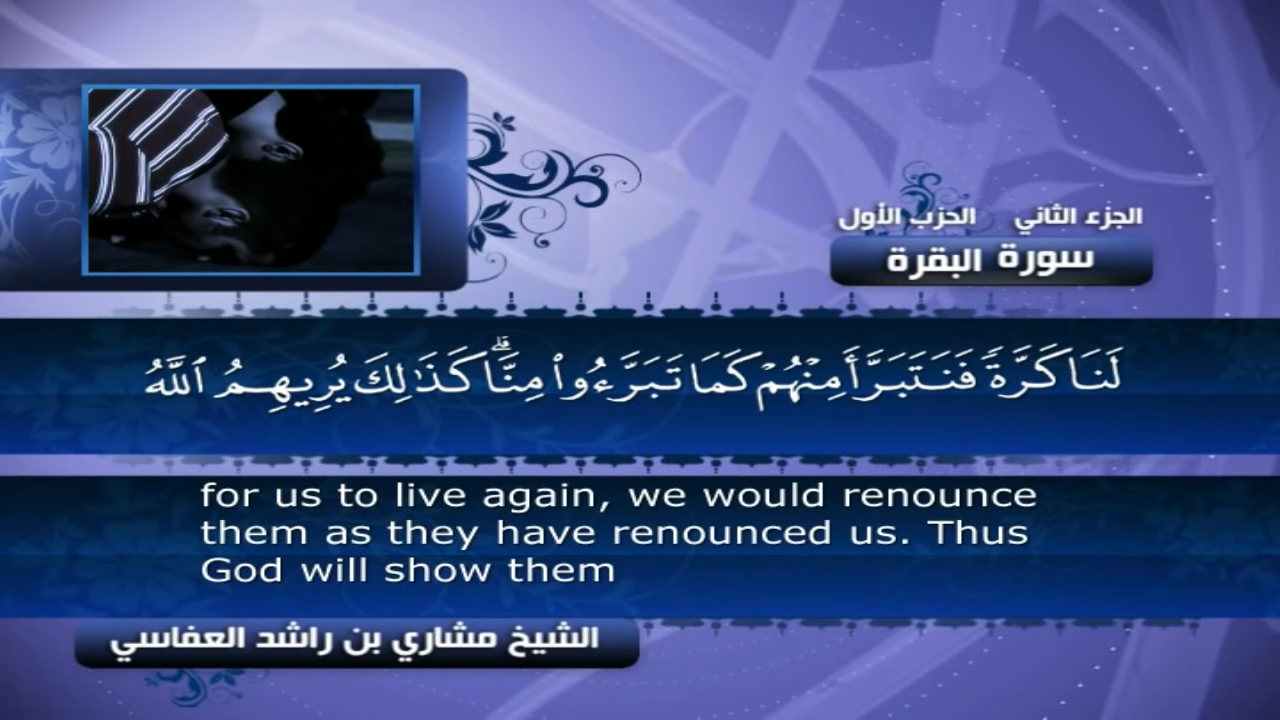 الجزء الثاني الحزب الأول
سورة البقرة
لَنَا كَرَّةً فَنَتَبَرَّأَ مِنْهُمْ كَمَا تَبَرَّءُوا۟ مِنَّا ۗ كَذَٰلِكَ يُرِيهِمُ ٱللَّهُ
for us to live again, we would renounce
them as they have renounced us. Thus
God will show them
الشيخ مشاري بن راشد العفاسي